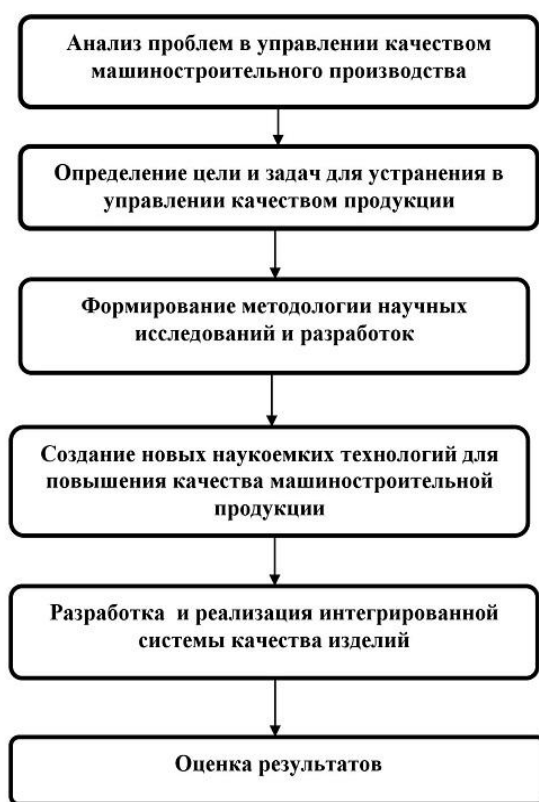 Анализ проблем в управлении качеством
машиностроительного производства
Определение цели и задач для устранения в
управлении качеством продукции
Формирование методологии научных
исследований и разработок
Создание новых наукоемких технологий для
повышения качества машиностроительной
продукции
Разработка и реализация интегрированной
системы качества изделий
Оценка результатов